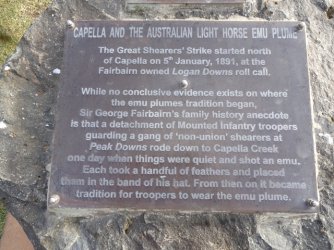 CAPELLA AND THE AUSTRALIAN LIGHT HORSE EMU PLUME
The Great Shearers' Strike started north
of Capella on 5th January, 1891, at the
Fairbairn owned Logan Downs roll call.
While no conclusive evidence exists on where
the emu plumes tradition began,
Sir George Fairbairn's family history anecdote
is that a detachment of Mounted Infantry troopers
guarding a gang of 'non-union' shearers at
Peak Downs rode down to Capella Creek
one day when things were quiet and shot an emu.
Each took a handful of feathers and placed
them in the band of his hat. From then on it became
tradition for troopers to wear the emu plume.